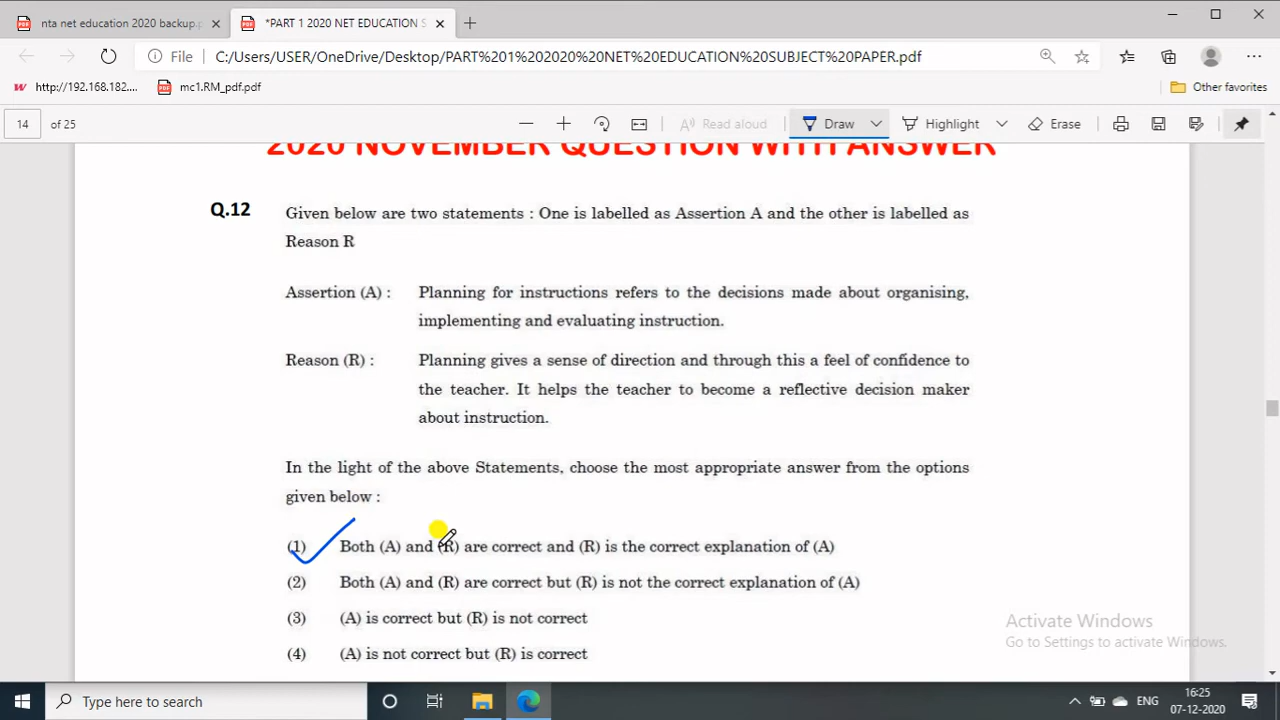 nta net education 2020 backup.p
*PART 1 2020 NET EDUCATION S
File
C:/Users/USER/OneDrive/Desktop/PART%201%202020%20NET%20EDUCATION%20SUBJECT%20PAPER.pdf
http://192.168.182....
mc1.RM_pdf.pdf
Other favorites
14 of 25
Read aloud
Draw
Highlight
Erase
2020 NOVEMBER QUESTION WITH ANSWER
Q.12 Given below are two statements : One is labelled as Assertion A and the other is labelled as
Reason R
Assertion (A) : Planning for instructions refers to the decisions made about organising,
implementing and evaluating instruction.
Reason (R) : Planning gives a sense of direction and through this a feel of confidence to
the teacher. It helps the teacher to become a reflective decision maker
about instruction.
In the light of the above Statements, choose the most appropriate answer from the options
given below :
(1) Both (A) and (R) are correct and (R) is the correct explanation of (A)
(2) Both (A) and (R) are correct but (R) is not the correct explanation of (A)
(3) (A) is correct but (R) is not correct
(4) (A) is not correct but (R) is correct
Activate Windows
Go to Settings to activate Windows.
Type here to search
ENG
16:25
07-12-2020